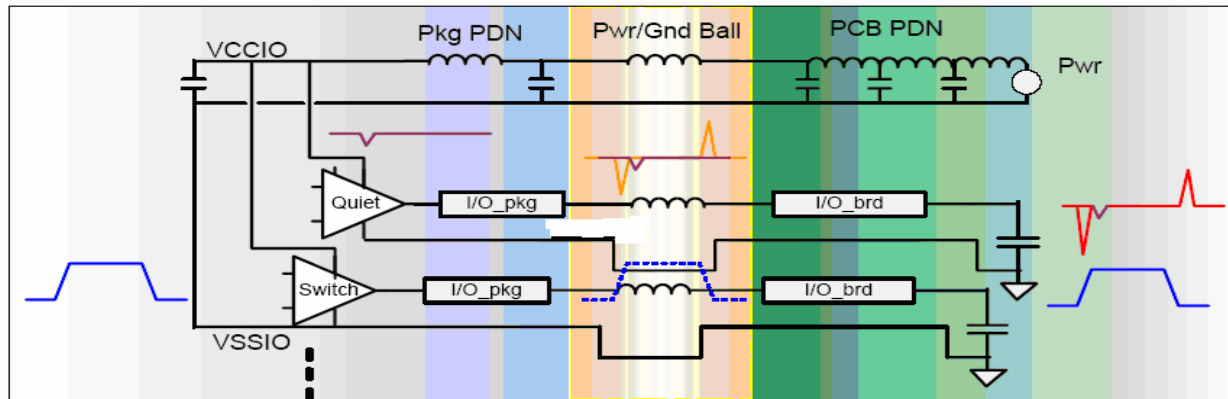 Pkg PDN
Pwr/Gnd Ball
PCB PDN
VCCIO
Pwr
Quiet
I/O_pkg
I/O_brd
Switch
I/O_pkg
I/O_brd
VSSIO